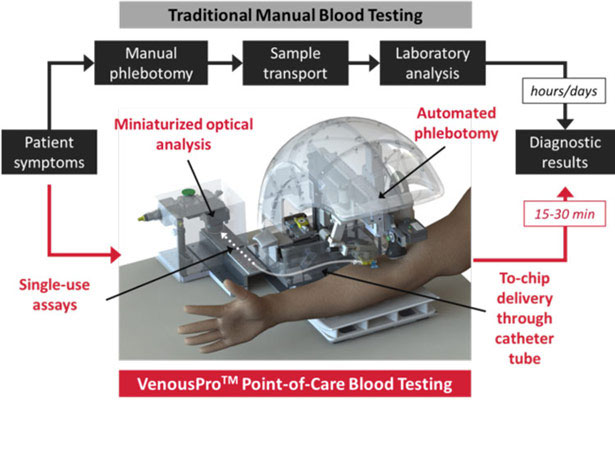 Traditional Manual Blood Testing
Manual
phlebotomy
Sample
transport
Laboratory
analysis
hours/days
Patient
symptoms
Miniaturized optical
analysis
Automated
phlebotomy
Diagnostic
results
15-30 min
Single-use
assays
To-chip
delivery
through
catheter
tube
VenousPro™ Point-of-Care Blood Testing